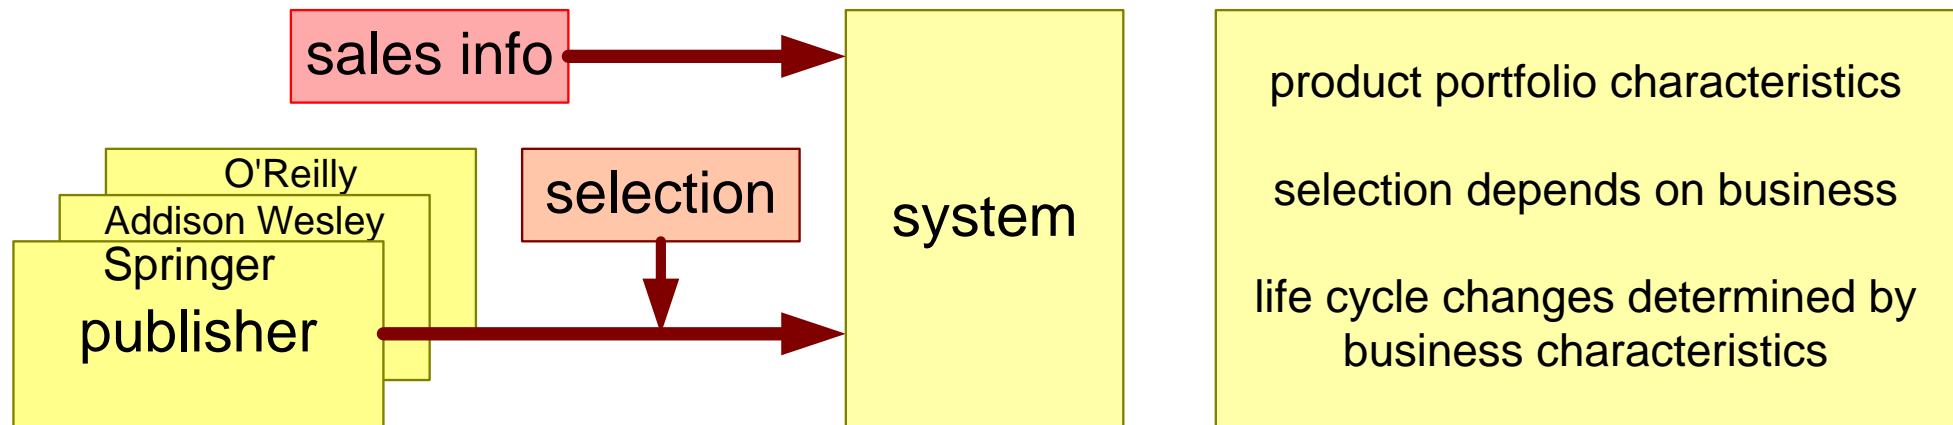 sales info
O'Reilly
Addison Wesley
Springer
publisher
selection
system
product portfolio characteristics
selection depends on business
life cycle changes determined by
business characteristics